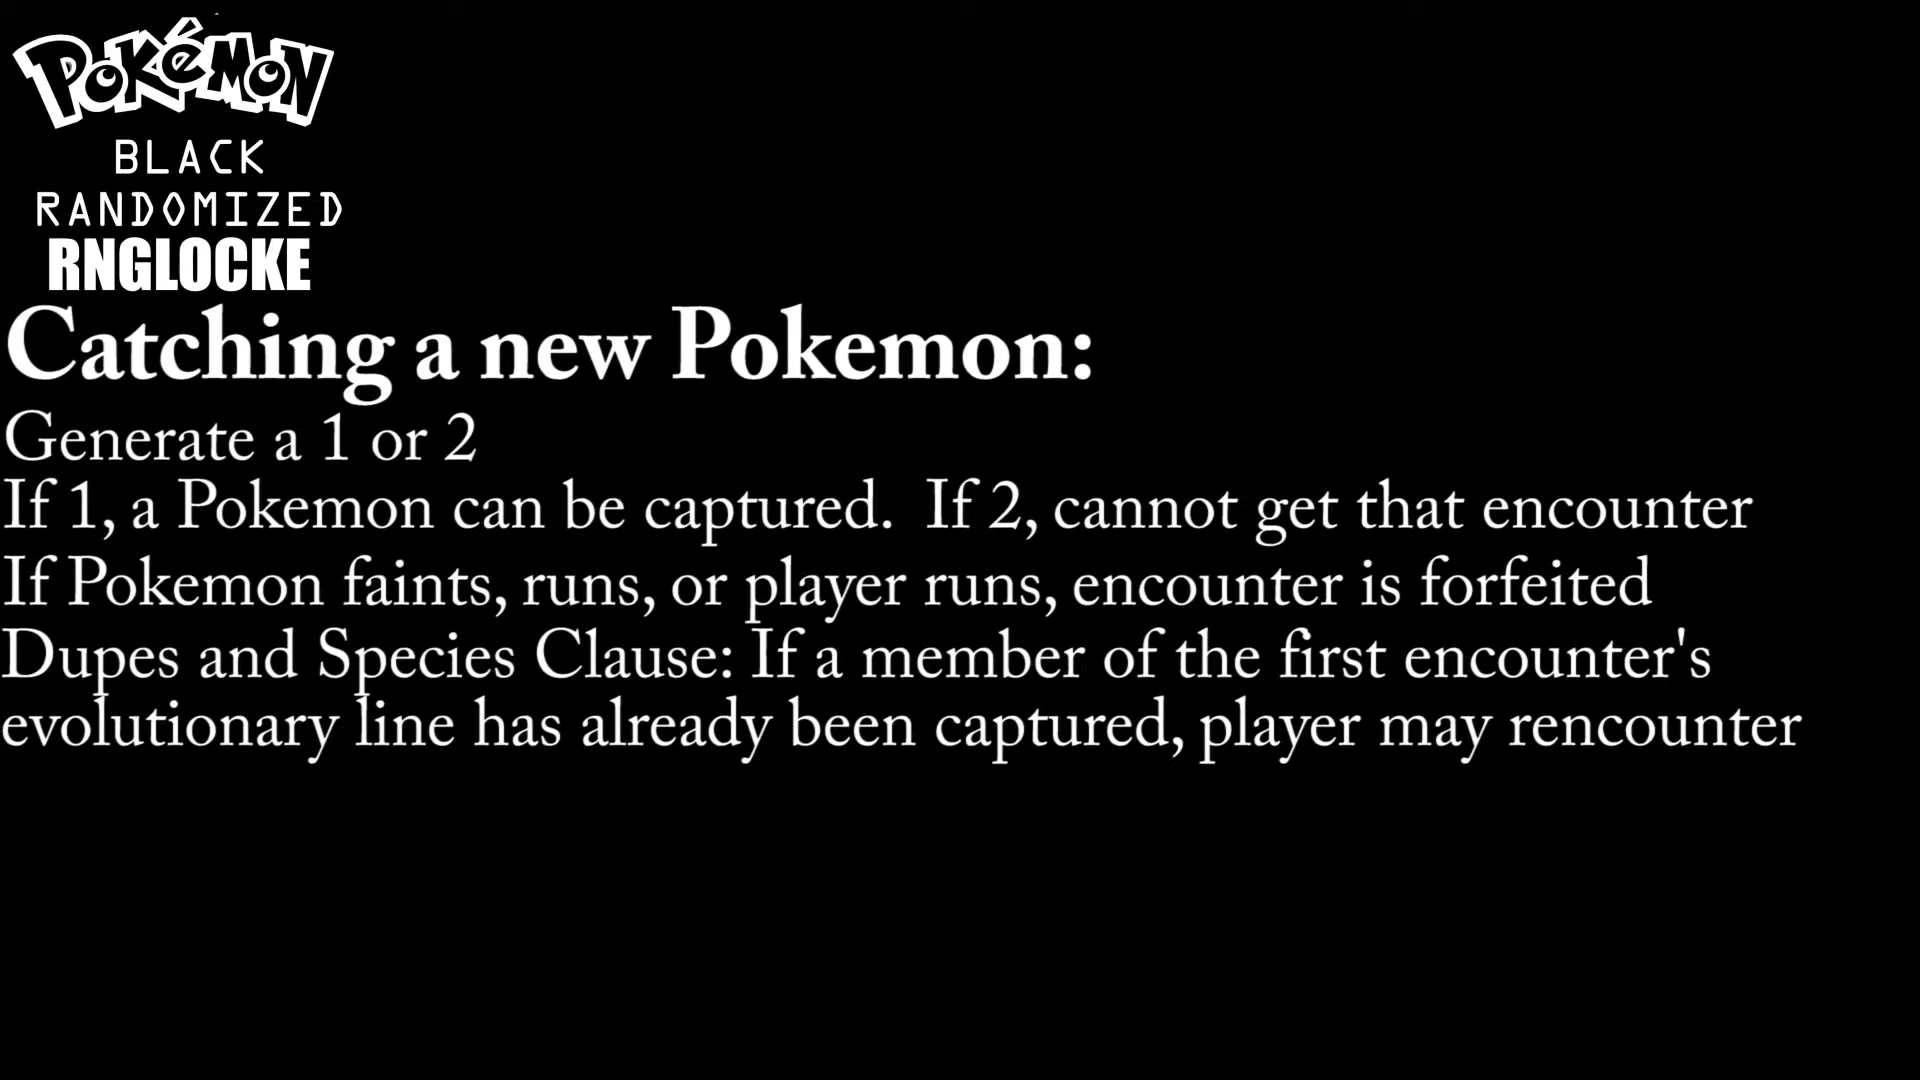 Pokémon
BLACK
RANDOMIZED
RNGLOCKE
Catching a new Pokemon:
Generate a 1 or 2
If 1, a Pokemon can be captured.  If 2, cannot get that encounter
If Pokemon faints, runs, or player runs, encounter is forfeited
Dupes and Species Clause: If a member of the first encounter's
evolutionary line has already been captured, player may rencounter